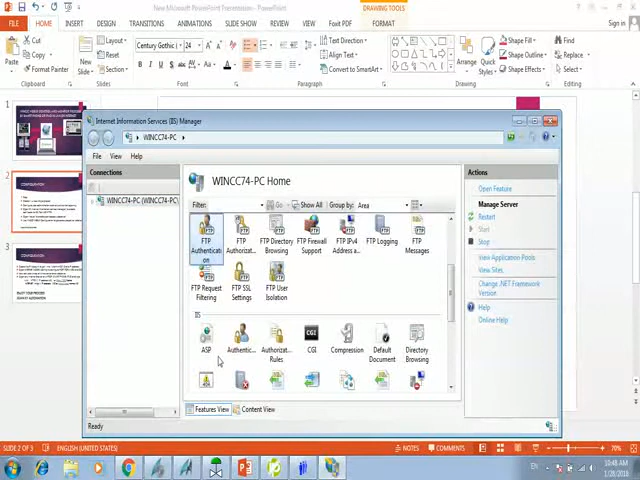 New Microsoft PowerPoint Presentation - PowerPoint
DRAWING TOOLS
FILE HOME INSERT DESIGN TRANSITIONS ANIMATIONS SLIDE SHOW REVIEW VIEW Foxit PDF FORMAT
Sign in
Cut
Copy
Format Painter
Paste
Clipboard
New
Slide
Layout
Reset
Section
Slides
Century Gothic
24
Font
Paragraph
Text Direction
Align Text
Convert to SmartArt
Arrange
Quick
Styles
Drawing
Shape Fill
Shape Outline
Shape Effects
Find
Replace
Select
Editing
1
2
3
CONFIGURATION
Internet Information Services (IIS) Manager
WINCC74-PC
File View Help
Connections
WINCC74-PC (WINCC74-PC
WINCC74-PC Home
Filter: Go Show All Group by: Area
FTP
Authenticati
on
FTP
Authorizat...
FTP Directory
Browsing
FTP Firewall
Support
FTP IPv4
Address a...
FTP Logging
FTP
Messages
FTP Request
Filtering
FTP SSL
Settings
FTP User
Isolation
IIS
ASP
Authentic...
Authorizat...
Rules
CGI
Compression
Default
Document
Directory
Browsing
Features View
Content View
Actions
Open Feature
Manage Server
Restart
Start
Stop
View Application Pools
View Sites
Change .NET Framework
Version
Help
Online Help
Ready
SLIDE 2 OF 3
ENGLISH (UNITED STATES)
NOTES
COMMENTS
70%
EN
10:48 AM
1/28/2018